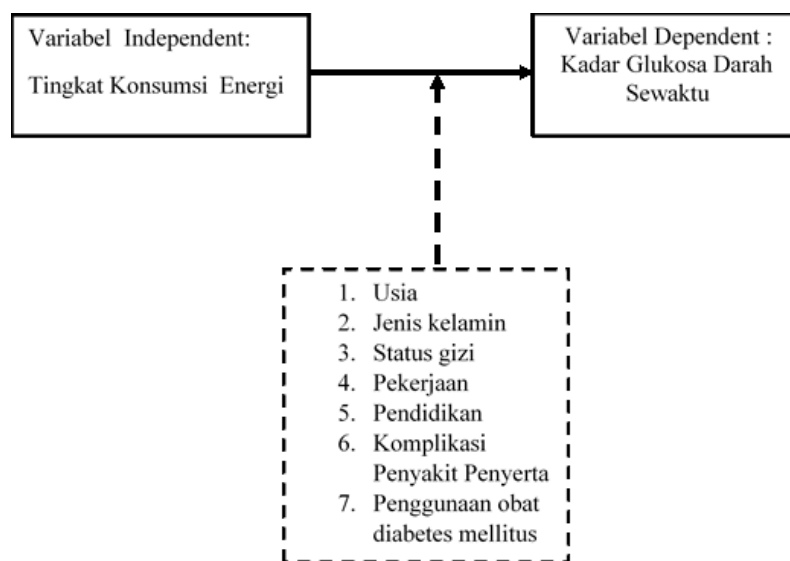 Variabel Independent:
Tingkat Konsumsi Energi
Variabel Dependent :
Kadar Glukosa Darah
Sewaktu
1. Usia
2. Jenis kelamin
3. Status gizi
4. Pekerjaan
5. Pendidikan
6. Komplikasi
Penyakit Penyerta
7. Penggunaan obat
diabetes mellitus